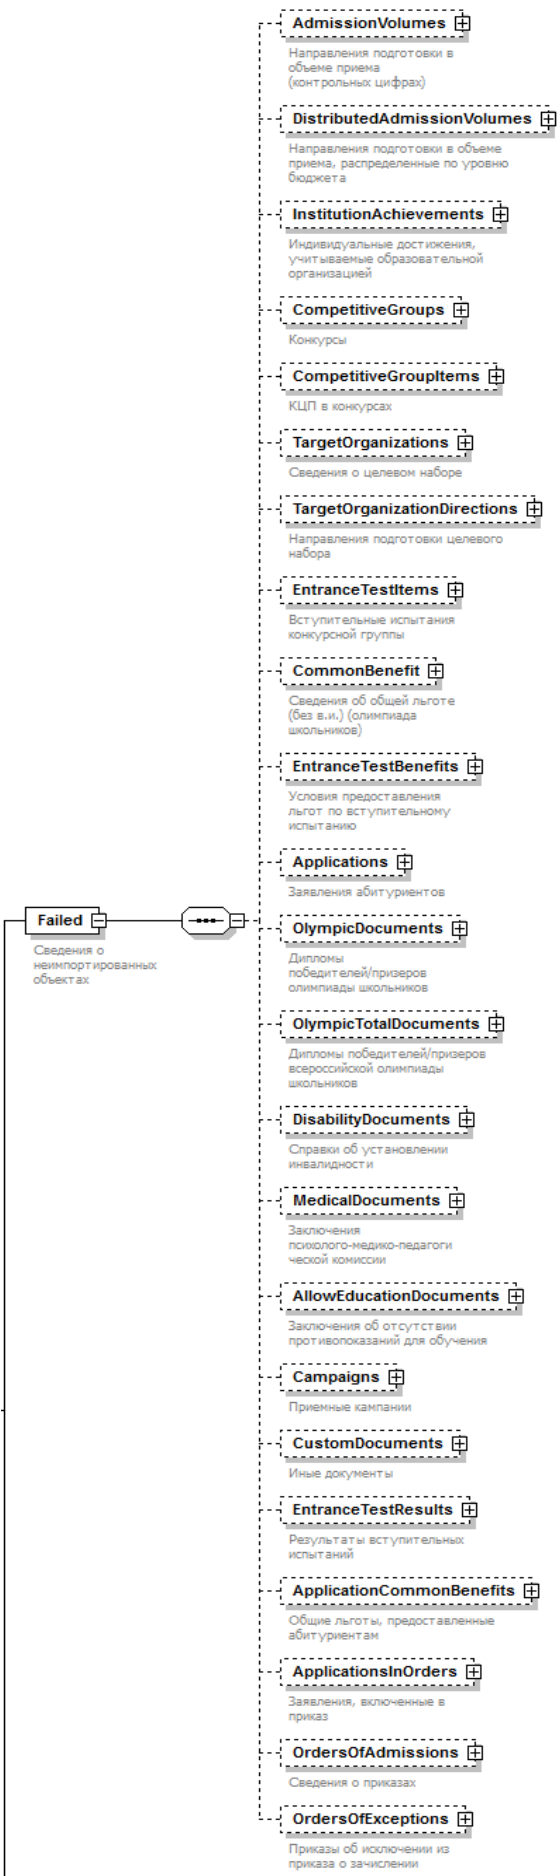 AdmissionVolumes
Направления подготовки в
объеме приема
(контрольных цифрах)
DistributedAdmissionVolumes
Направления подготовки в объеме
приема, распределенные по уровню
бюджета
InstitutionAchievements
Индивидуальные достижения,
учитываемые образовательной
организацией
CompetitiveGroups
Конкурсы
CompetitiveGroupItems
КЦП в конкурсах
TargetOrganizations
Сведения о целевом наборе
TargetOrganizationDirections
Направления подготовки целевого
набора
EntranceTestItems
Вступительные испытания
конкурсной группы
CommonBenefit
Сведения об общей льготе
(без в.и.) (олимпиада
школьников)
EntranceTestBenefits
Условия предоставления
льгот по вступительному
испытанию
Applications
Заявления абитуриентов
Failed
Сведения о
неимпортированных
объектах
OlympicDocuments
Дипломы
победителей/призеров
олимпиады школьников
OlympicTotalDocuments
Дипломы победителей/призеров
всероссийской олимпиады
школьников
DisabilityDocuments
Справки об установлении
инвалидности
MedicalDocuments
Заключения
психолого-медико-педагоги
ческой комиссии
AllowEducationDocuments
Заключения об отсутствии
противопоказаний для обучения
Campaigns
Приемные кампании
CustomDocuments
Иные документы
EntranceTestResults
Результаты вступительных
испытаний
ApplicationCommonBenefits
Общие льготы, предоставленные
абитуриентам
ApplicationsInOrders
Заявления, включенные в
приказ
OrdersOfAdmissions
Сведения о приказах
OrdersOfExceptions
Приказы об исключении из
приказа о зачислении